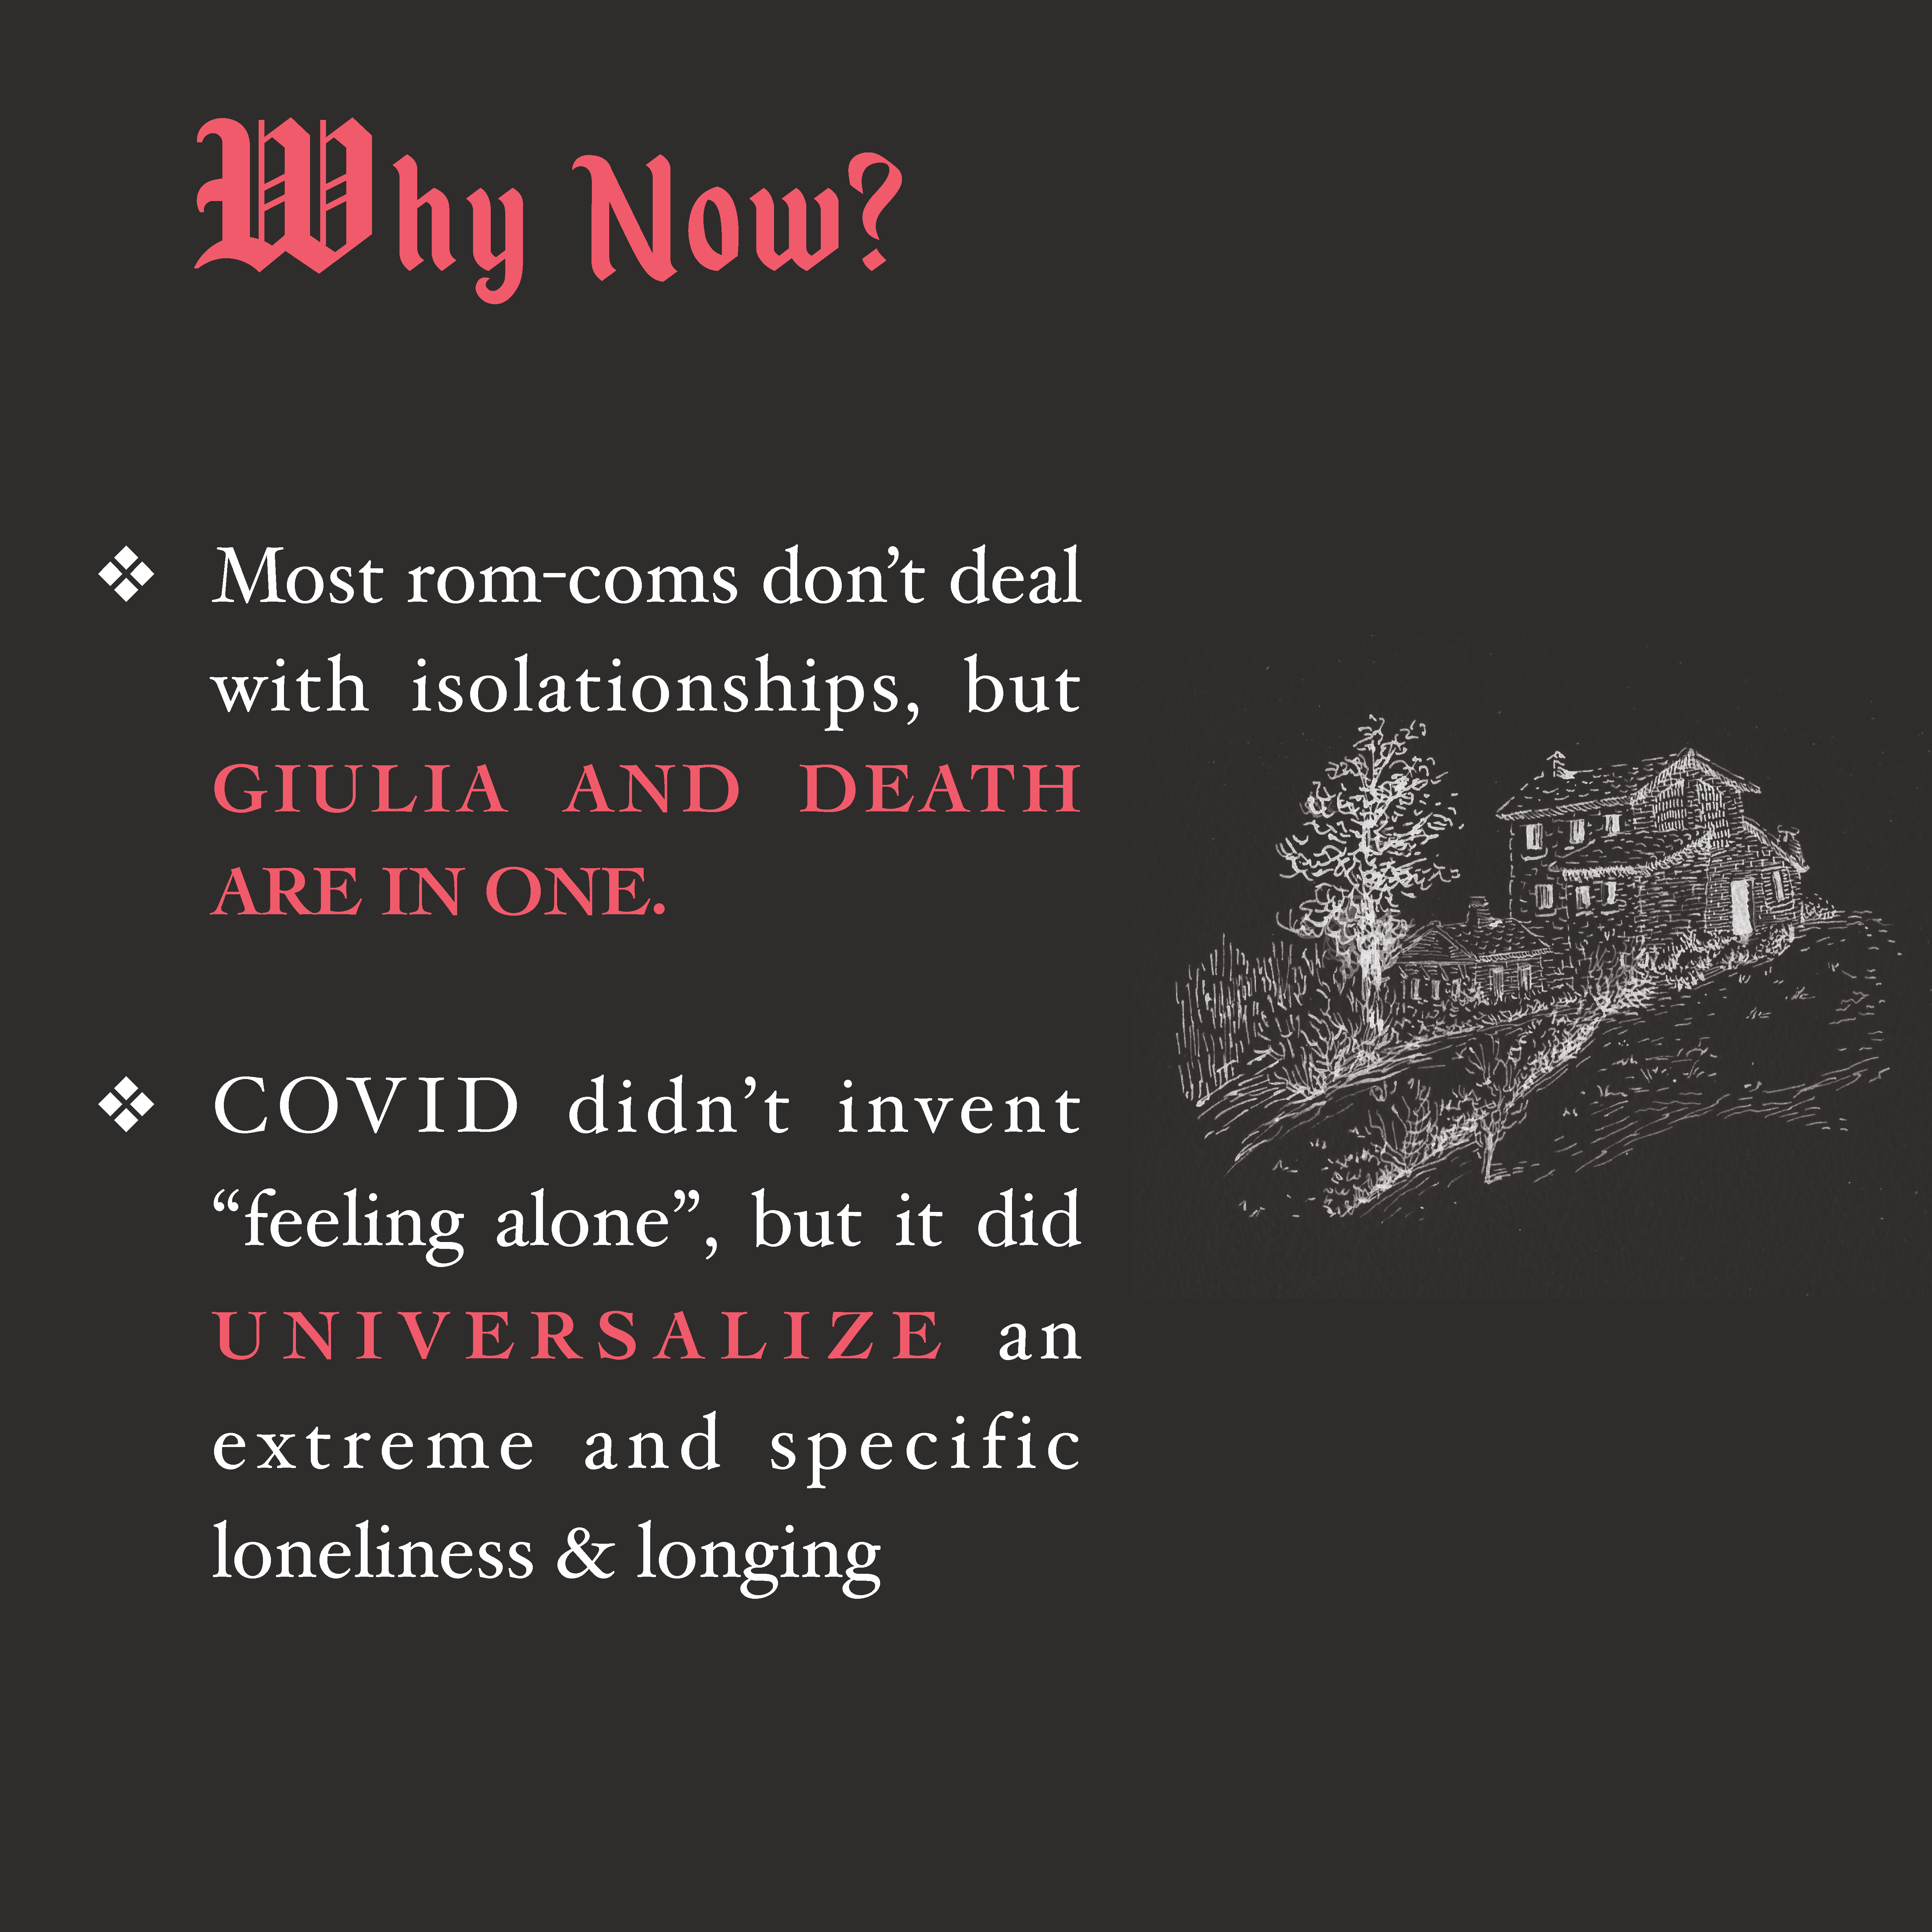 Why Now?
❖ Most rom-coms don’t deal
with isolationships, but
GIULIA AND DEATH
ARE IN ONE.
❖ COVID didn’t invent
“feeling alone”, but it did
UNIVERSALIZE an
extreme and specific
loneliness & longing